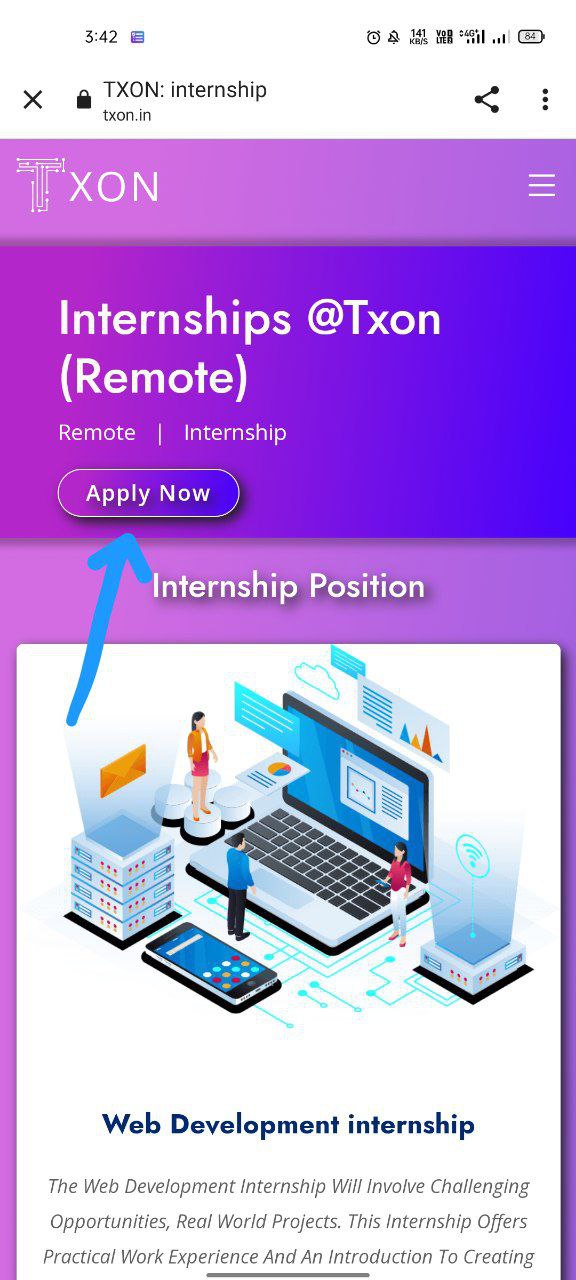 3:42
141 KB/S VoD LTE2 4G+ 84
TXON: internship
txon.in
TXON
Internships @Txon
(Remote)
Remote | Internship
Apply Now
Internship Position
Web Development internship
The Web Development Internship Will Involve Challenging
Opportunities, Real World Projects. This Internship Offers
Practical Work Experience And An Introduction To Creating